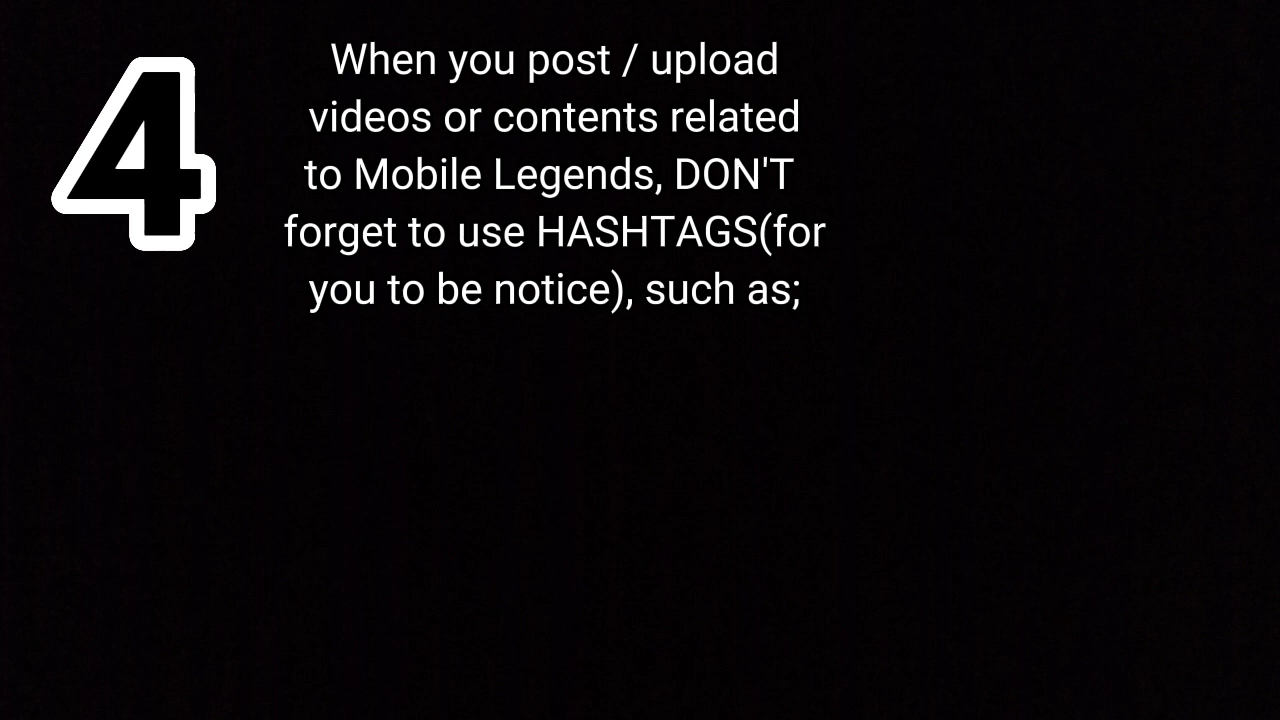 4
When you post / upload
videos or contents related
to Mobile Legends, DON'T
forget to use HASHTAGS(for
you to be notice), such as;